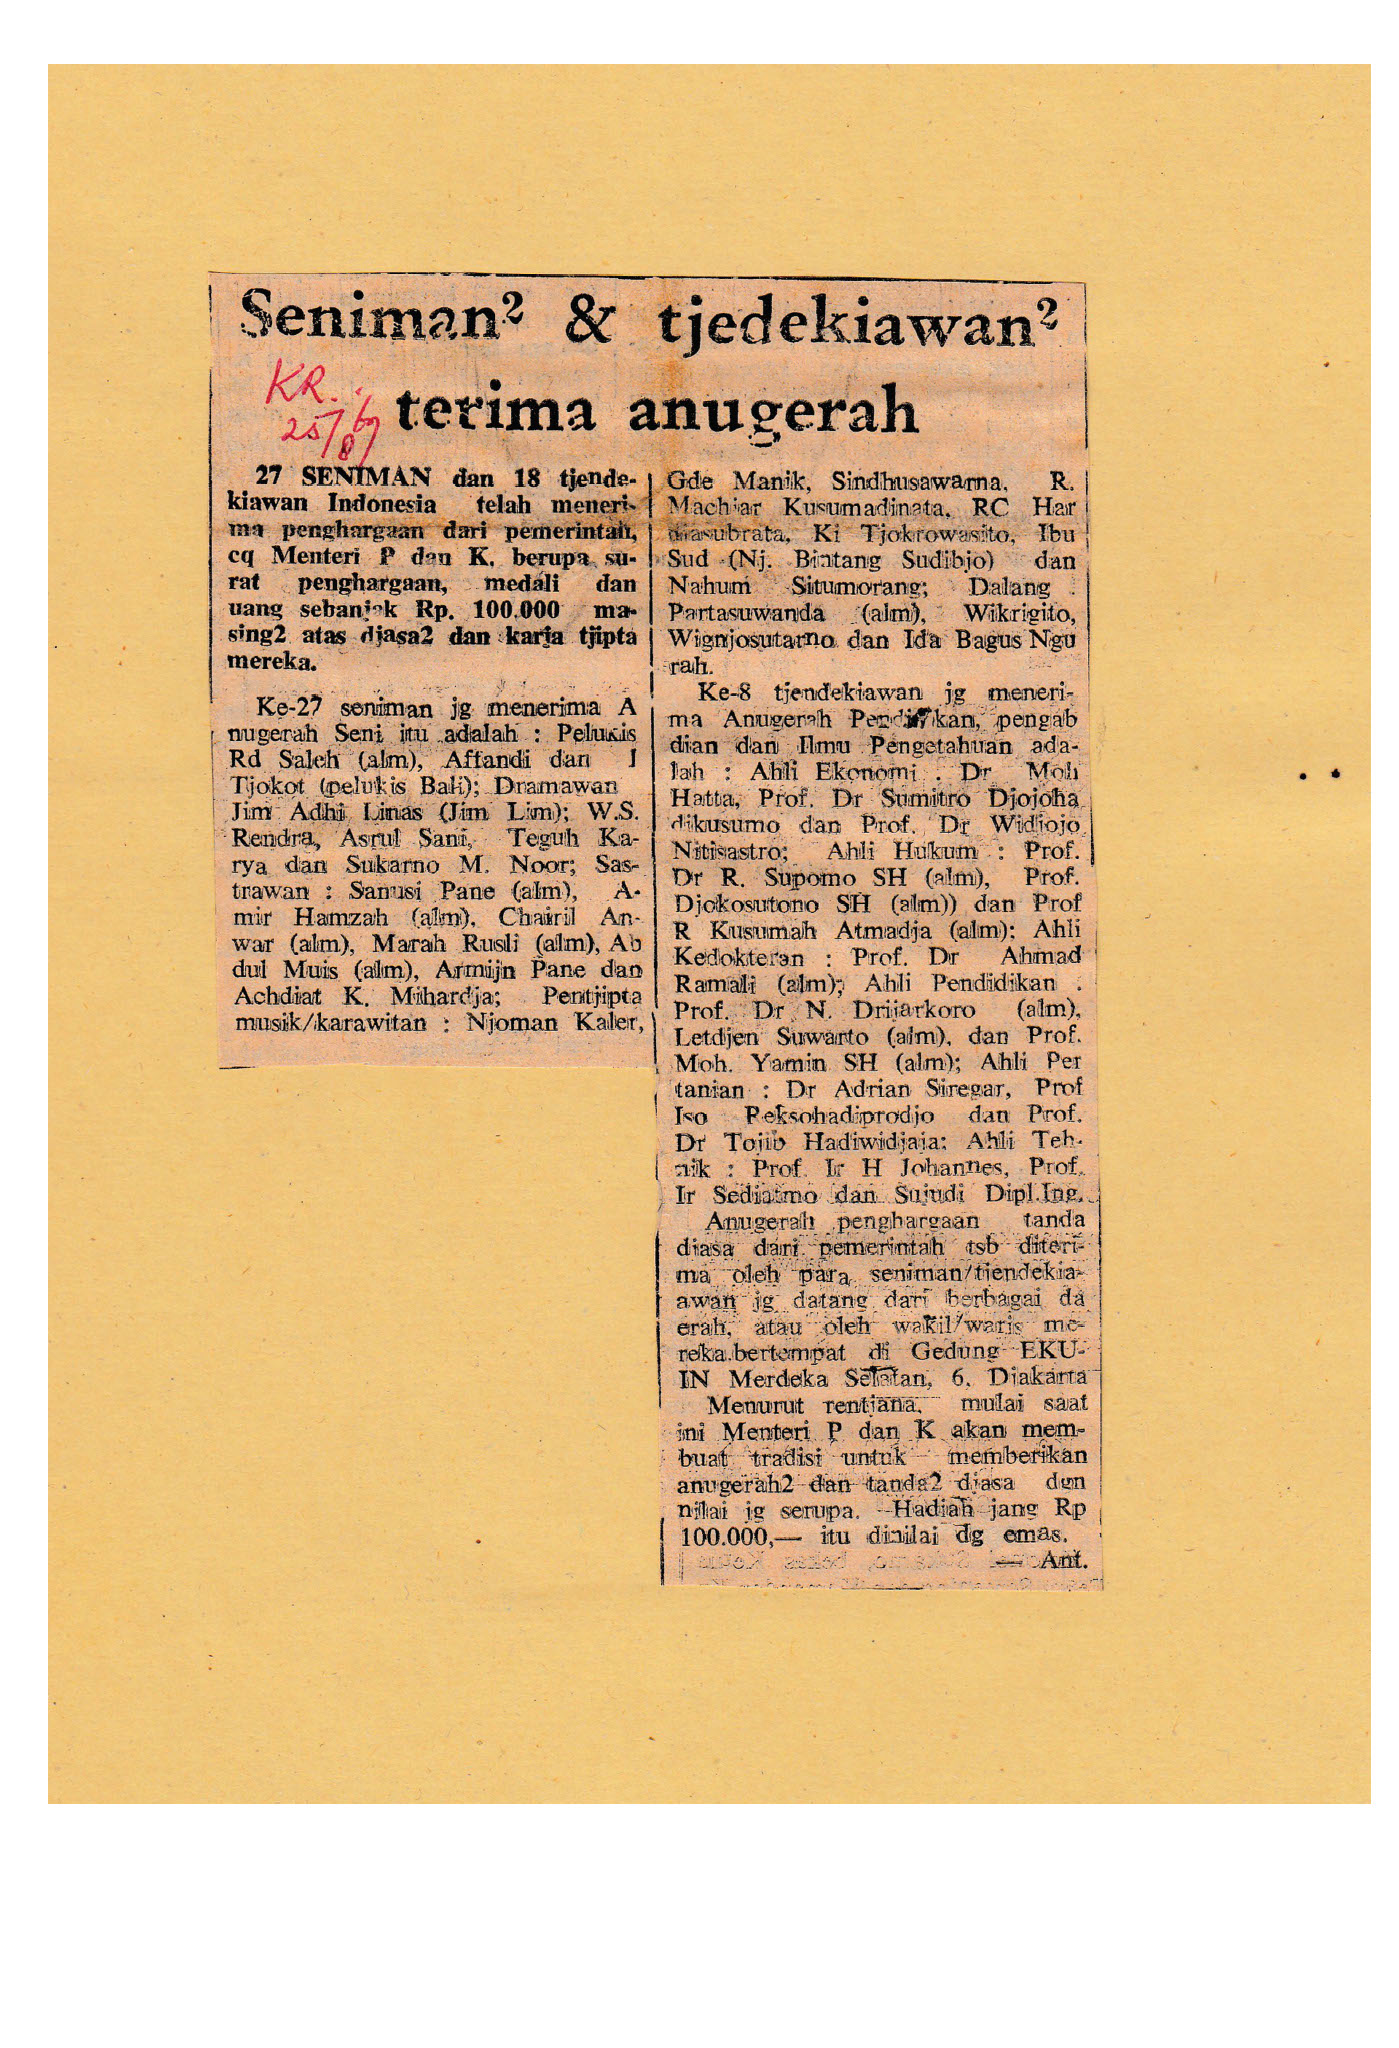 Seniman² & tjedekiawan²
terima anugerah
KR.
25/8 69
27 SENIMAN dan 18 tjende-
kiawan Indonesia telah meneri-
ma penghargaan dari pemerintah,
cq Menteri P dan K. berupa su-
rat penghargaan, medali dan
uang sebanjak Rp. 100.000 ma-
sing2 atas djasa2 dan karja tjipta
mereka.
Ke-27 seniman jg menerima A
nugerah Seni itu adalah : Pelukis
Rd Saleh (alm), Affandi dan I
Tjokot (pelukis Bali); Dramawan
Jim Adhi Limas (Jim Lim); W.S.
Rendra, Asrul Sani, Teguh Ka-
rya dan Sukarno M. Noor; Sas-
trawan : Sanusi Pane (alm), A-
mir Hamzah (alm), Chairil An-
war (alm), Marah Rusli (alm), Ab
dul Muis (alm), Armijn Pane dan
Achdiat K. Mihardja; Pentjipta
musik/karawitan : Njoman Kaler,
Gde Manik, Sindhusawarna, R.
Machjar Kusumadinata, RC Har
djasubrata, Ki Tjokrowasito, Ibu
Sud (Nj. Bintang Sudibjo) dan
Nahum Situmorang; Dalang :
Partasuwanda (alm), Wikrigito,
Wignjosutarno dan Ida Bagus Ngu
rah.
Ke-8 tjendekiawan jg meneri-
ma Anugerah Pendidikan, pengab
dian dan Ilmu Pengetahuan ada-
lah : Ahli Ekonomi : Dr Moh
Hatta, Prof. Dr Sumitro Djojoha
dikusumo dan Prof. Dr Widjojo
Nitisastro; Ahli Hukum : Prof.
Dr R. Supomo SH (alm), Prof.
Djokosutono SH (alm)) dan Prof
R Kusumah Atmadja (alm); Ahli
Kedokteran : Prof. Dr Ahmad
Ramali (alm); Ahli Pendidikan :
Prof. Dr N. Drijarkoro (alm),
Letdjen Suwarto (alm), dan Prof.
Moh. Yamin SH (alm); Ahli Per
tanian : Dr Adrian Siregar, Prof
Iso Reksohadiprodjo dan Prof.
Dr Tojib Hadiwidjaja; Ahli Teh-
nik : Prof. Ir H Johannes, Prof.
Ir Sediatmo dan Sujudi Dipl.Ing.
Anugerah penghargaan tanda
djasa dari pemerintah tsb diteri-
ma oleh para seniman/tjendekia-
awan jg datang dari berbagai da
erah, atau oleh wakil/waris me-
reka bertempat di Gedung EKU-
IN Merdeka Selatan, 6, Djakarta
Menurut rentjana, mulai saat
ini Menteri P dan K akan mem-
buat tradisi untuk memberikan
anugerah2 dan tanda2 djasa dgn
nilai jg serupa. Hadiah jang Rp
100.000,— itu dinilai dg emas.
— Ant.